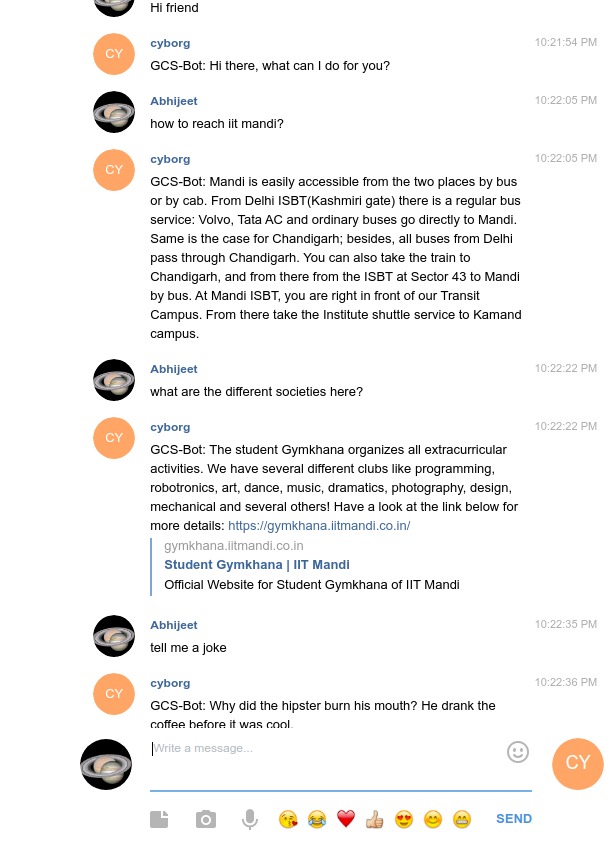 Hi friend
cyborg 10:21:54 PM
CY
GCS-Bot: Hi there, what can I do for you?
Abhijeet 10:22:05 PM
how to reach iit mandi?
cyborg 10:22:05 PM
CY
GCS-Bot: Mandi is easily accessible from the two places by bus
or by cab. From Delhi ISBT(Kashmiri gate) there is a regular bus
service: Volvo, Tata AC and ordinary buses go directly to Mandi.
Same is the case for Chandigarh; besides, all buses from Delhi
pass through Chandigarh. You can also take the train to
Chandigarh, and from there from the ISBT at Sector 43 to Mandi
by bus. At Mandi ISBT, you are right in front of our Transit
Campus. From there take the Institute shuttle service to Kamand
campus.
Abhijeet 10:22:22 PM
what are the different societies here?
cyborg 10:22:22 PM
CY
GCS-Bot: The student Gymkhana organizes all extracurricular
activities. We have several different clubs like programming,
robotronics, art, dance, music, dramatics, photography, design,
mechanical and several others! Have a look at the link below for
more details: https://gymkhana.iitmandi.co.in/
gymkhana.iitmandi.co.in
Student Gymkhana | IIT Mandi
Official Website for Student Gymkhana of IIT Mandi
Abhijeet 10:22:35 PM
tell me a joke
cyborg 10:22:36 PM
CY
GCS-Bot: Why did the hipster burn his mouth? He drank the
coffee before it was cool.
Write a message...
CY
SEND